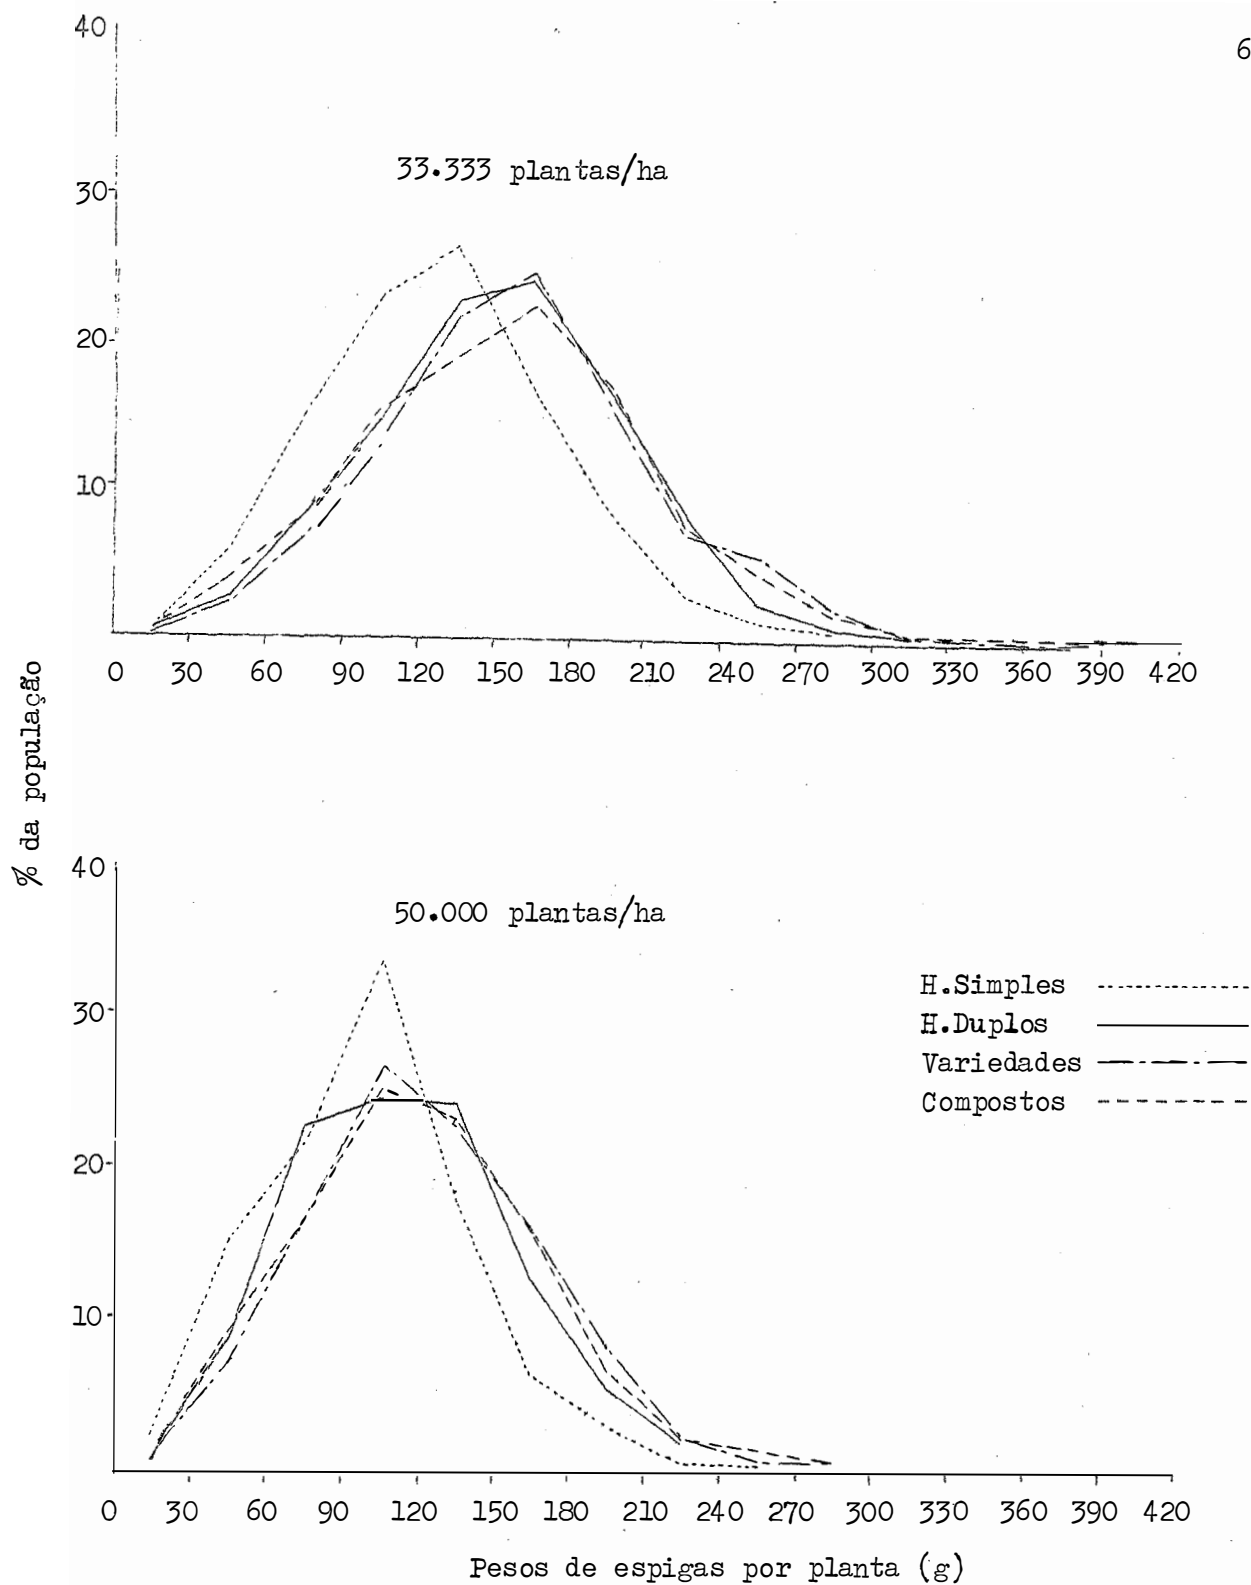 6
40
33.333 plantas/ha
30
20
10
0 30 60 90 120 150 180 210 240 270 300 330 360 390 420
% da população
40
50.000 plantas/ha
30
20
10
H.Simples
H.Duplos
Variedades
Compostos
0 30 60 90 120 150 180 210 240 270 300 330 360 390 420
Pesos de espigas por planta (g)